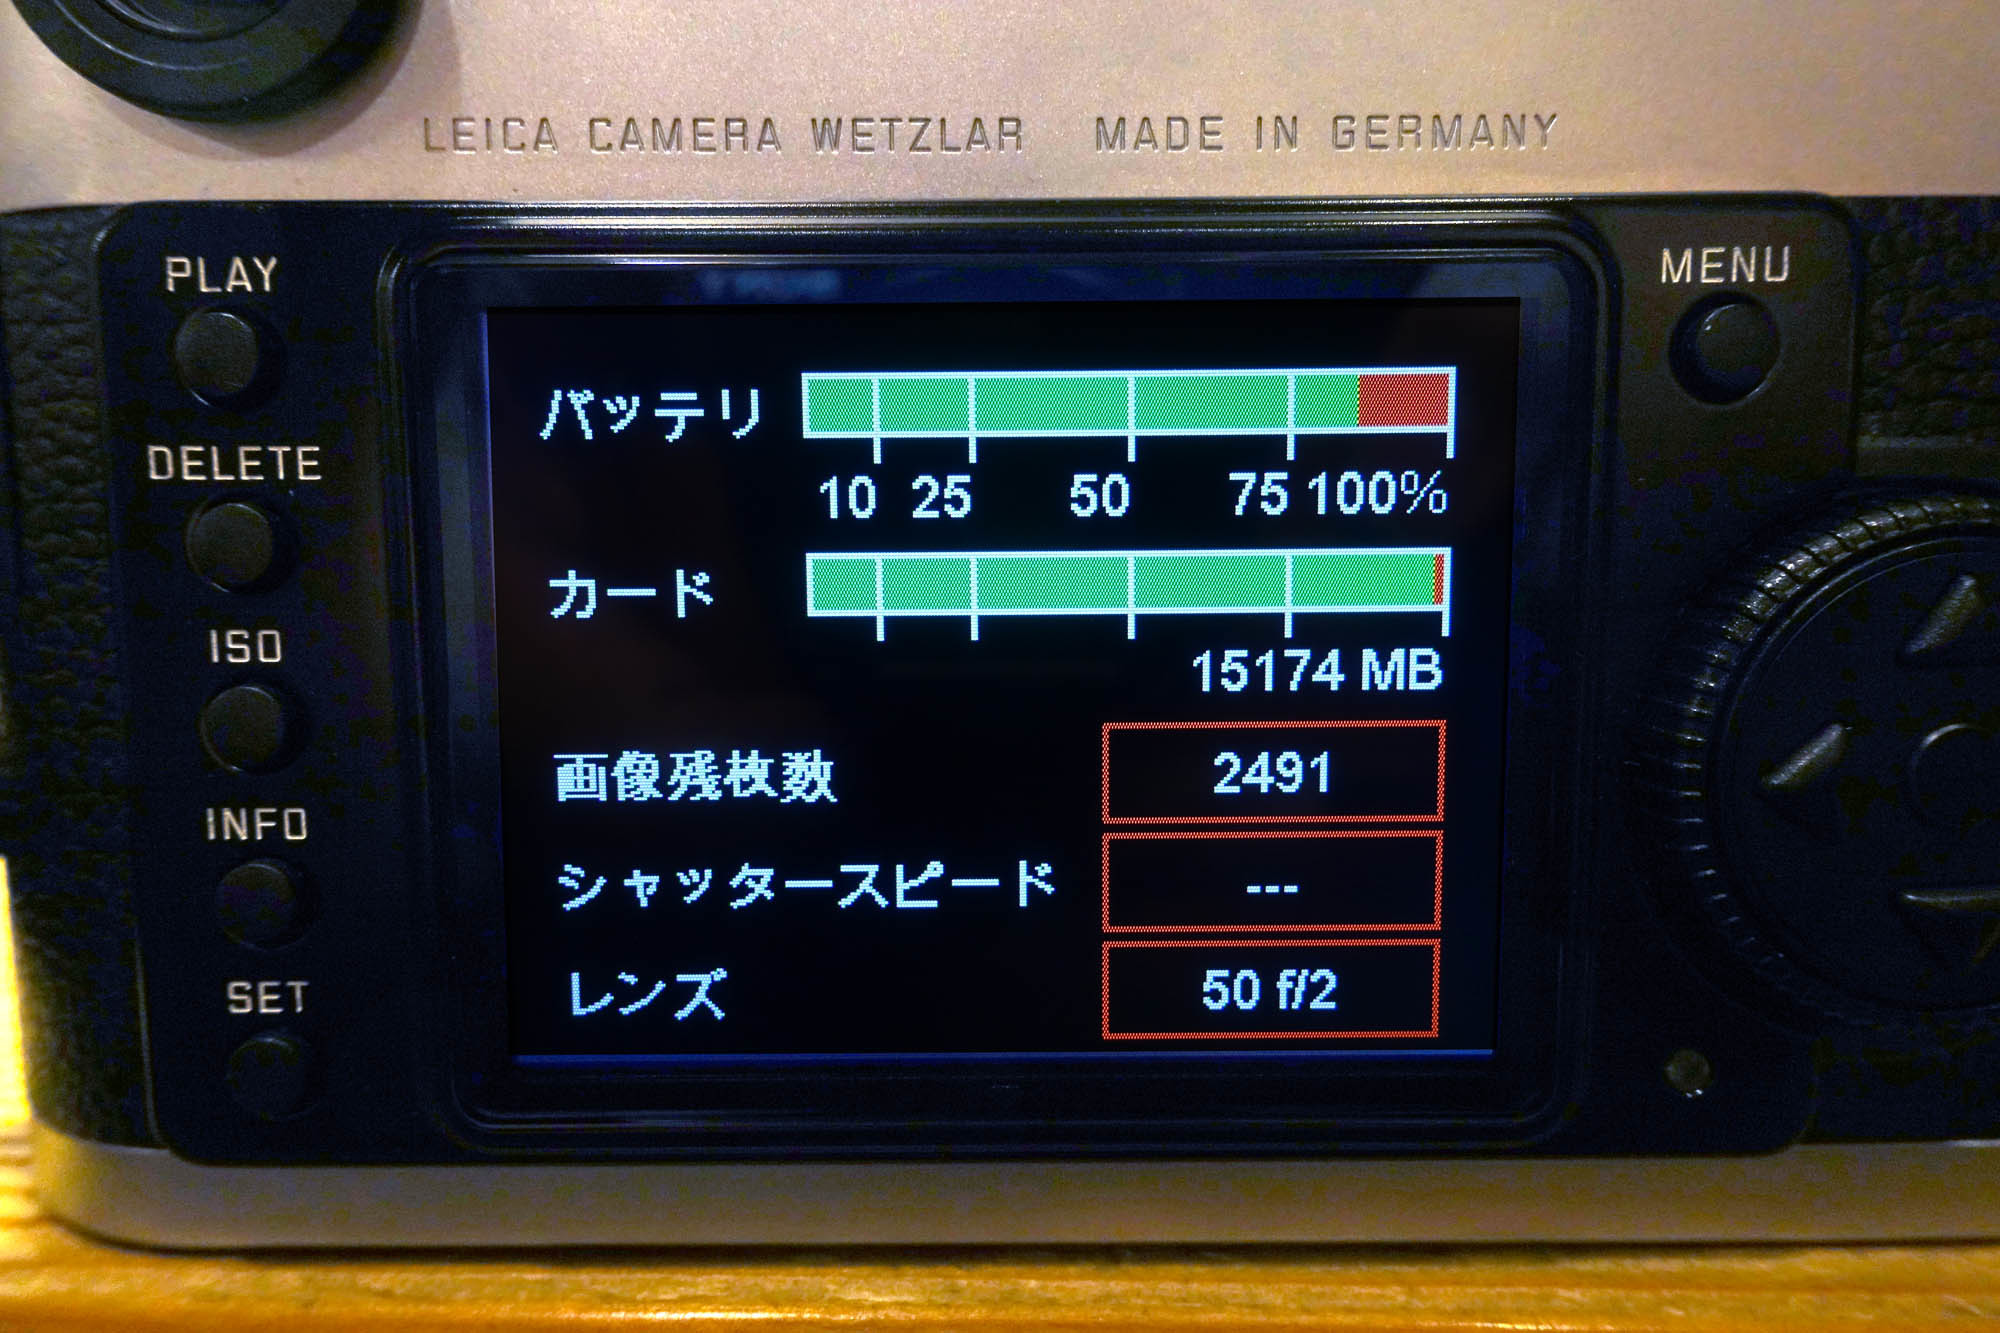 LEICA CAMERA WETZLAR MADE IN GERMANY
PLAY
DELETE
ISO
INFO
SET
MENU
バッテリ
10 25 50 75 100%
カード
15174 MB
画像残枚数 2491
シャッタースピード ---
レンズ 50 f/2